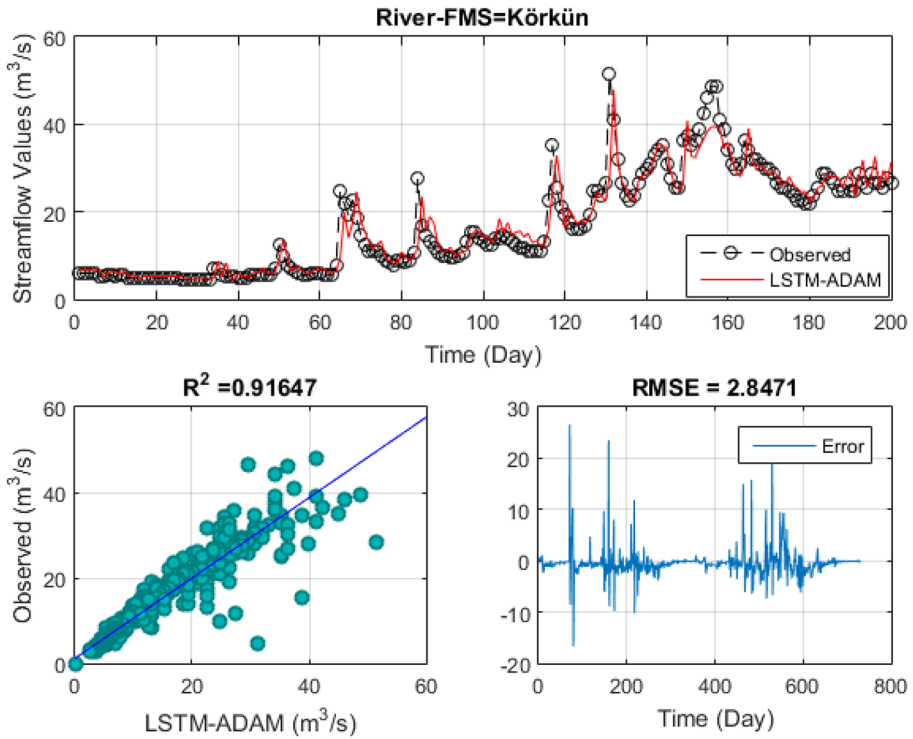 River-FMS=Körkün
Streamflow Values (m³/s)
60
40
20
0
0 20 40 60 80 100 120 140 160 180 200
Time (Day)
Observed
LSTM-ADAM
R² =0.91647
Observed (m³/s)
60
40
20
0
0 20 40 60
LSTM-ADAM (m³/s)
RMSE = 2.8471
30
20
10
0
-10
-20
0 200 400 600 800
Time (Day)
Error